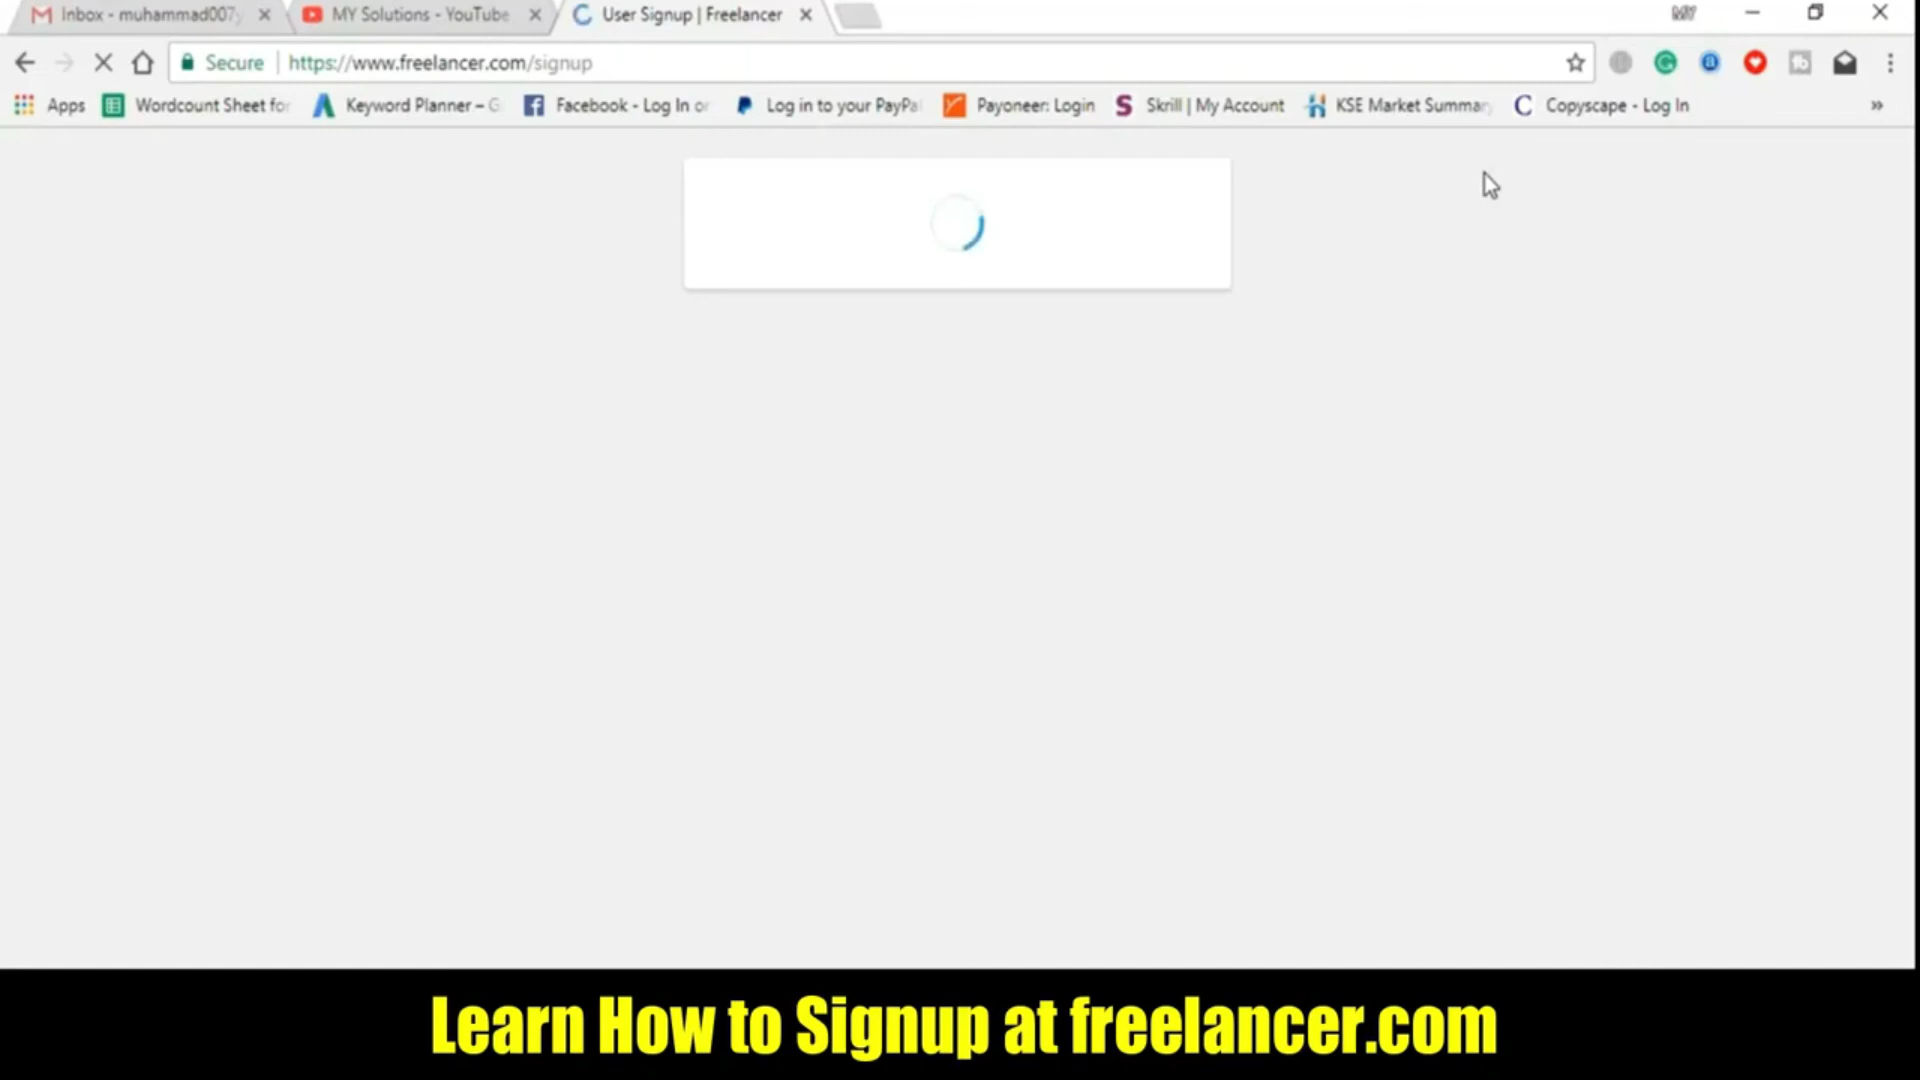 Inbox - muhammad007y
MY Solutions - YouTube
User Signup | Freelancer
MY
Secure
https://www.freelancer.com/signup
Apps
Wordcount Sheet for
Keyword Planner – G
Facebook - Log In or
Log in to your PayPa
Payoneer: Login
Skrill | My Account
KSE Market Summar
Copyscape - Log In
»
Learn How to Signup at freelancer.com